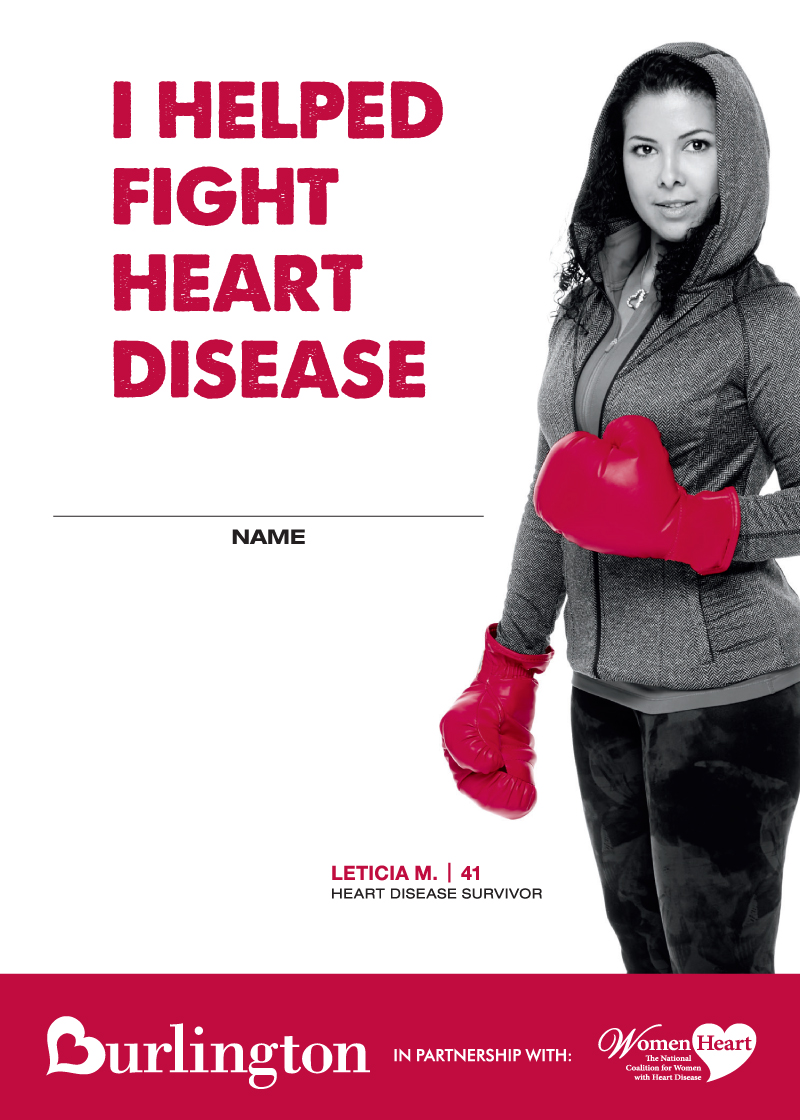 I HELPED
FIGHT
HEART
DISEASE
NAME
LETICIA M. | 41
HEART DISEASE SURVIVOR
Burlington
IN PARTNERSHIP WITH:
WomenHeart
The National
Coalition for Women
with Heart Disease